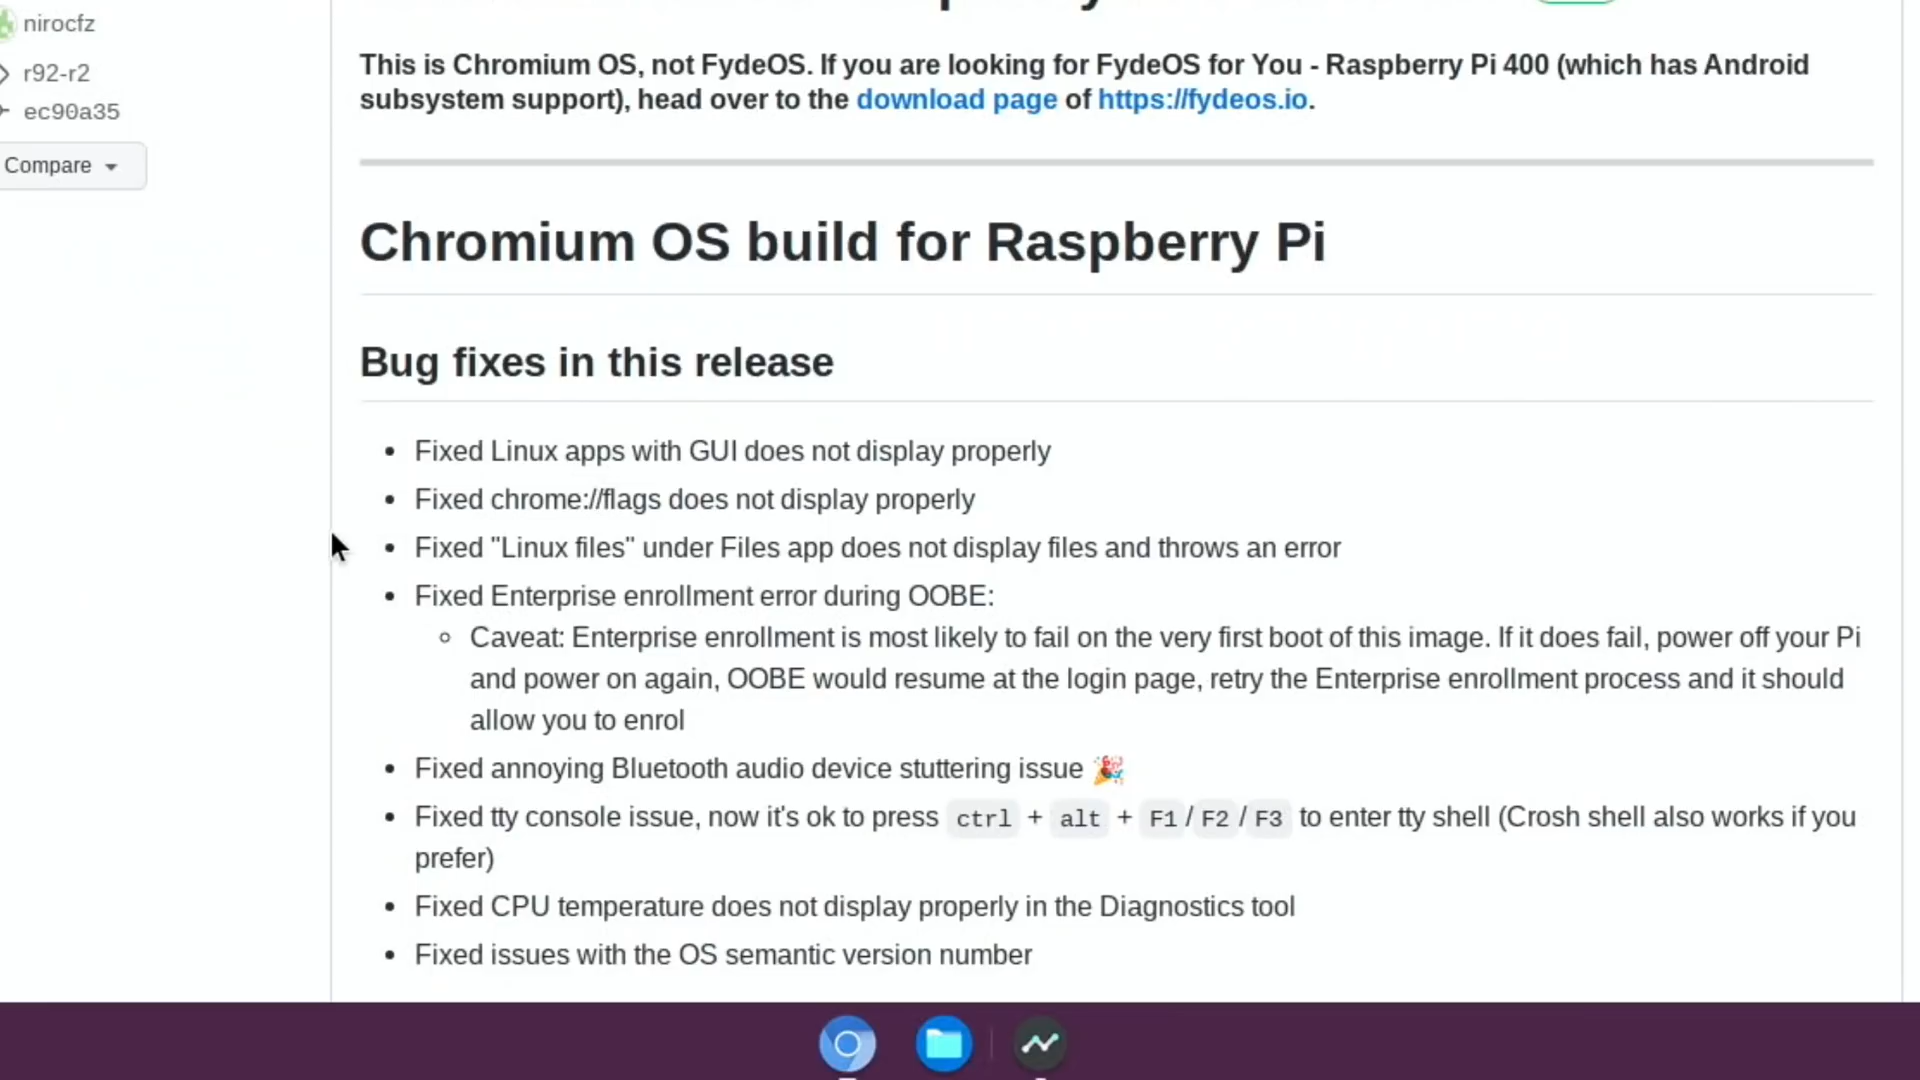 nirocfz
r92-r2
ec90a35
Compare
This is Chromium OS, not FydeOS. If you are looking for FydeOS for You - Raspberry Pi 400 (which has Android
subsystem support), head over to the download page of https://fydeos.io.
Chromium OS build for Raspberry Pi
Bug fixes in this release
Fixed Linux apps with GUI does not display properly
Fixed chrome://flags does not display properly
Fixed "Linux files" under Files app does not display files and throws an error
Fixed Enterprise enrollment error during OOBE:
Caveat: Enterprise enrollment is most likely to fail on the very first boot of this image. If it does fail, power off your Pi
and power on again, OOBE would resume at the login page, retry the Enterprise enrollment process and it should
allow you to enrol
Fixed annoying Bluetooth audio device stuttering issue 🎉
Fixed tty console issue, now it's ok to press ctrl + alt + F1/F2/F3 to enter tty shell (Crosh shell also works if you
prefer)
Fixed CPU temperature does not display properly in the Diagnostics tool
Fixed issues with the OS semantic version number